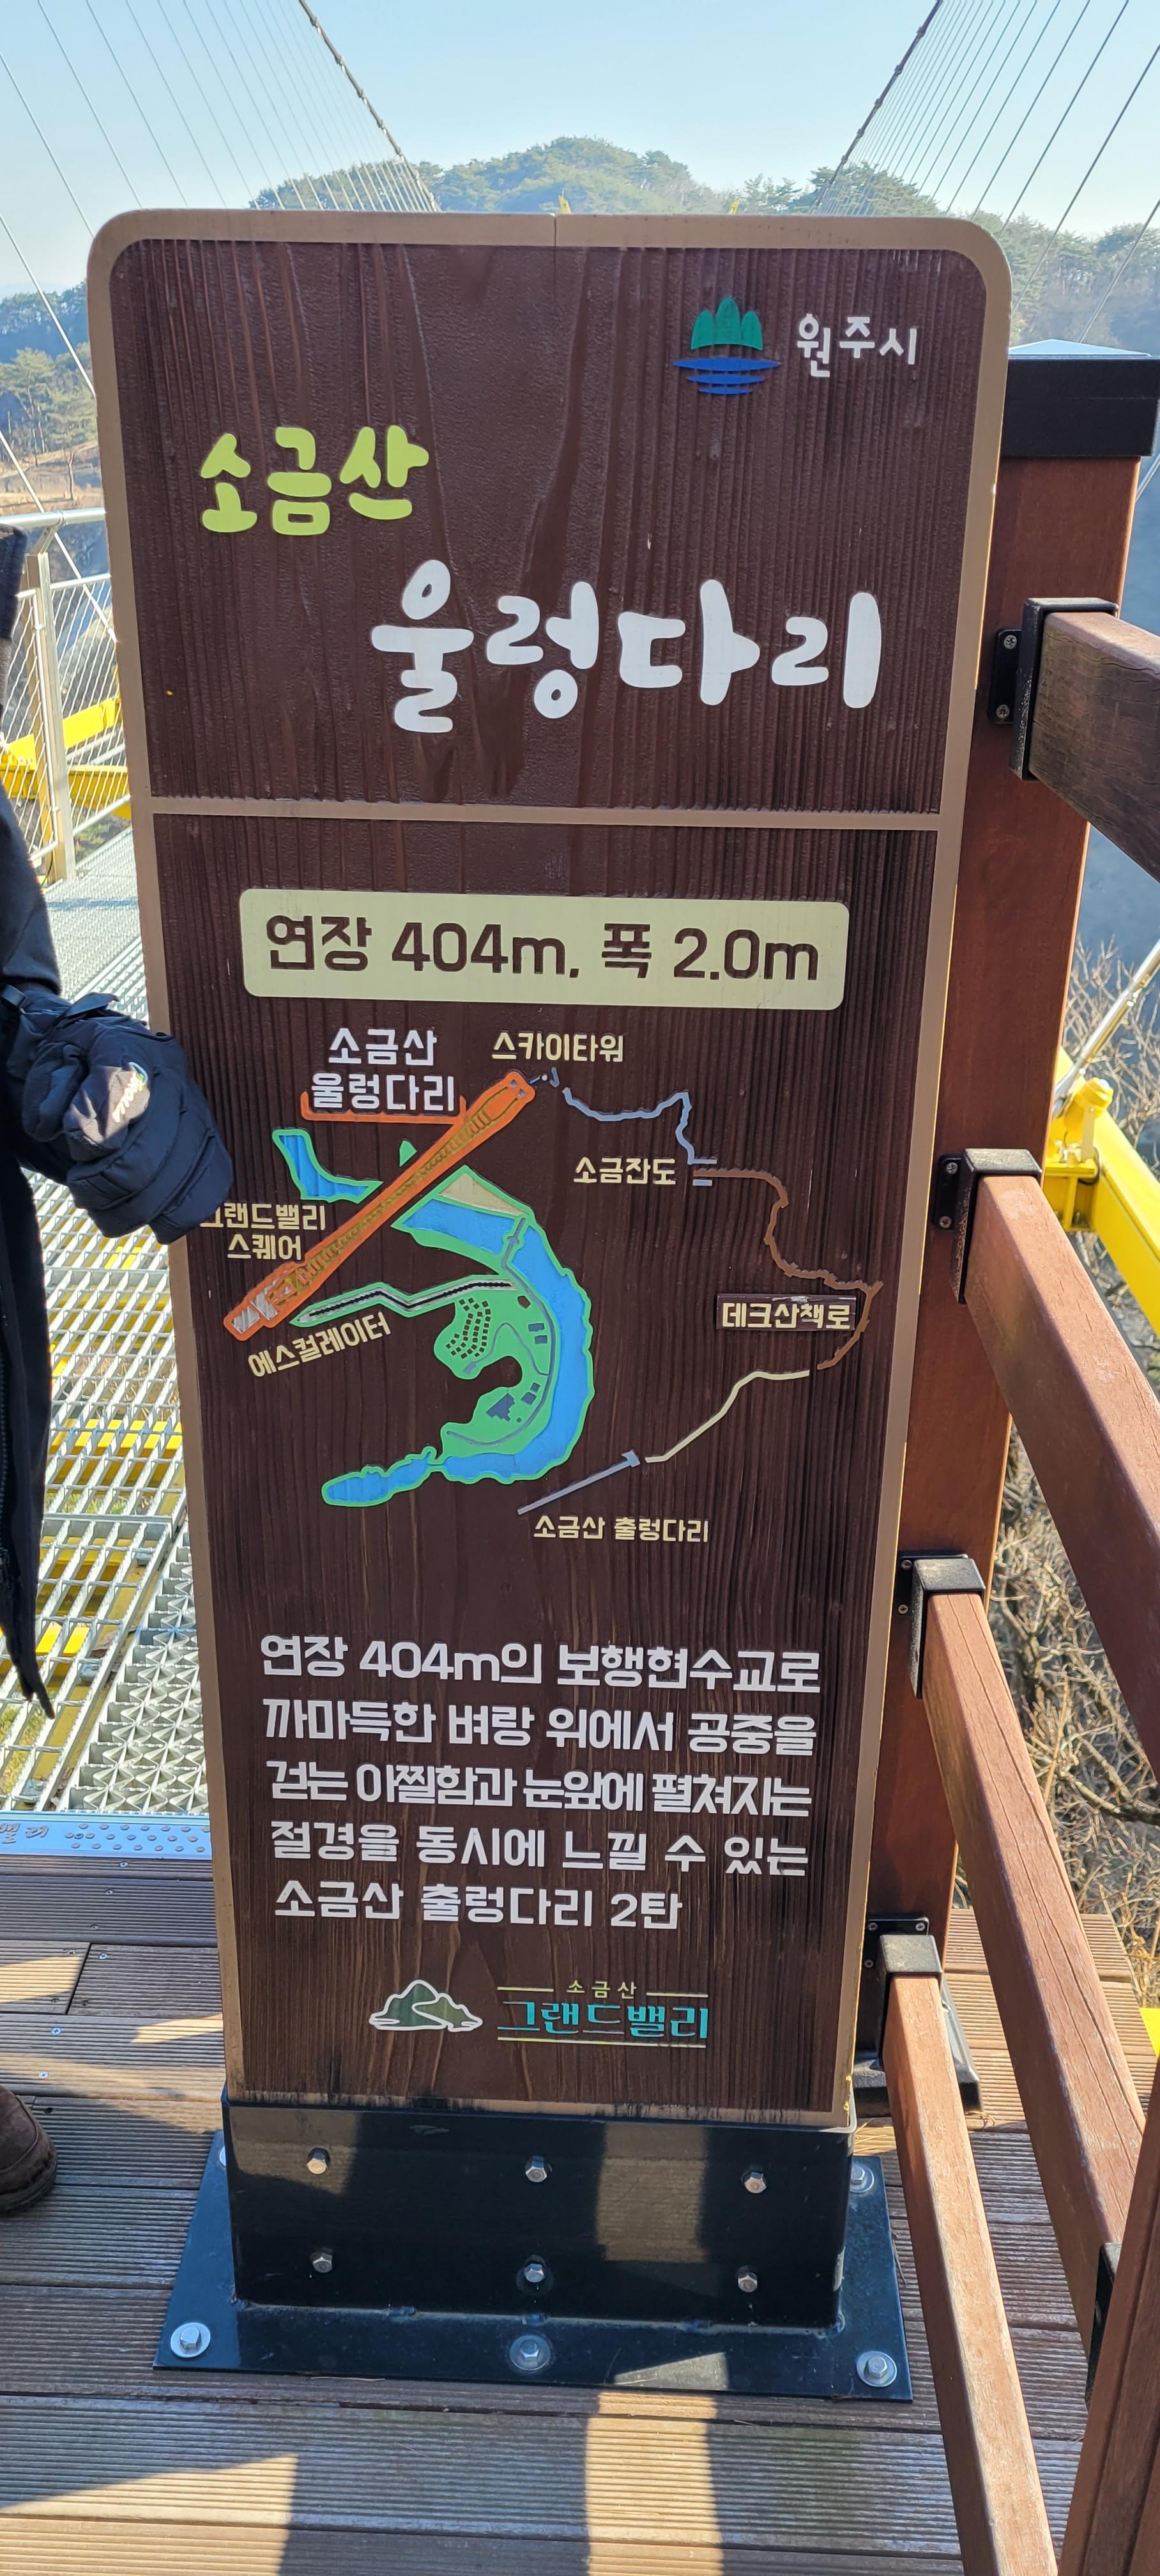 원주시
소금산
울렁다리
연장 404m, 폭 2.0m
소금산
울렁다리
스카이타워
소금잔도
그랜드밸리
스퀘어
에스컬레이터
데크산책로
소금산 출렁다리
연장 404m의 보행현수교로
까마득한 벼랑 위에서 공중을
걷는 아찔함과 눈앞에 펼쳐지는
절경을 동시에 느낄 수 있는
소금산 출렁다리 2탄
소금산
그랜드밸리